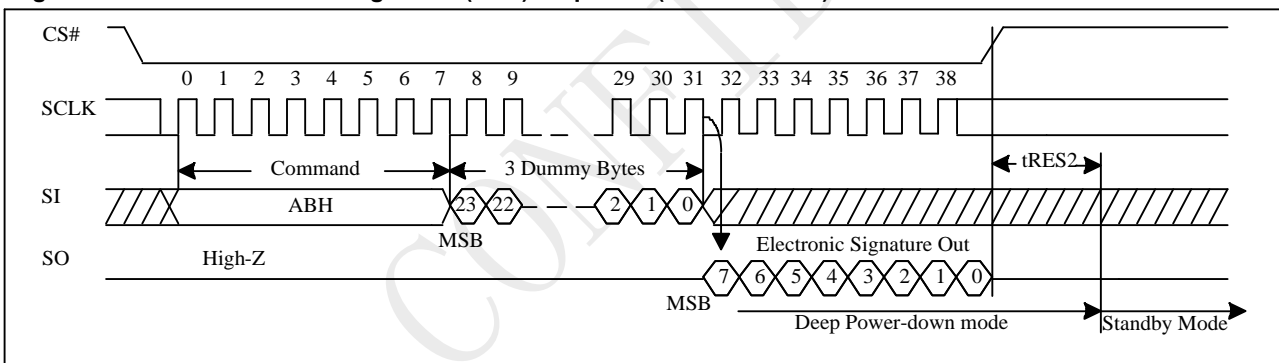 CS#
0 1 2 3 4 5 6 7 8 9 29 30 31 32 33 34 35 36 37 38
SCLK
Command 3 Dummy Bytes tRES2
SI ABH 23 22 2 1 0
MSB Electronic Signature Out
SO High-Z
7 6 5 4 3 2 1 0
MSB
Deep Power-down mode Standby Mode